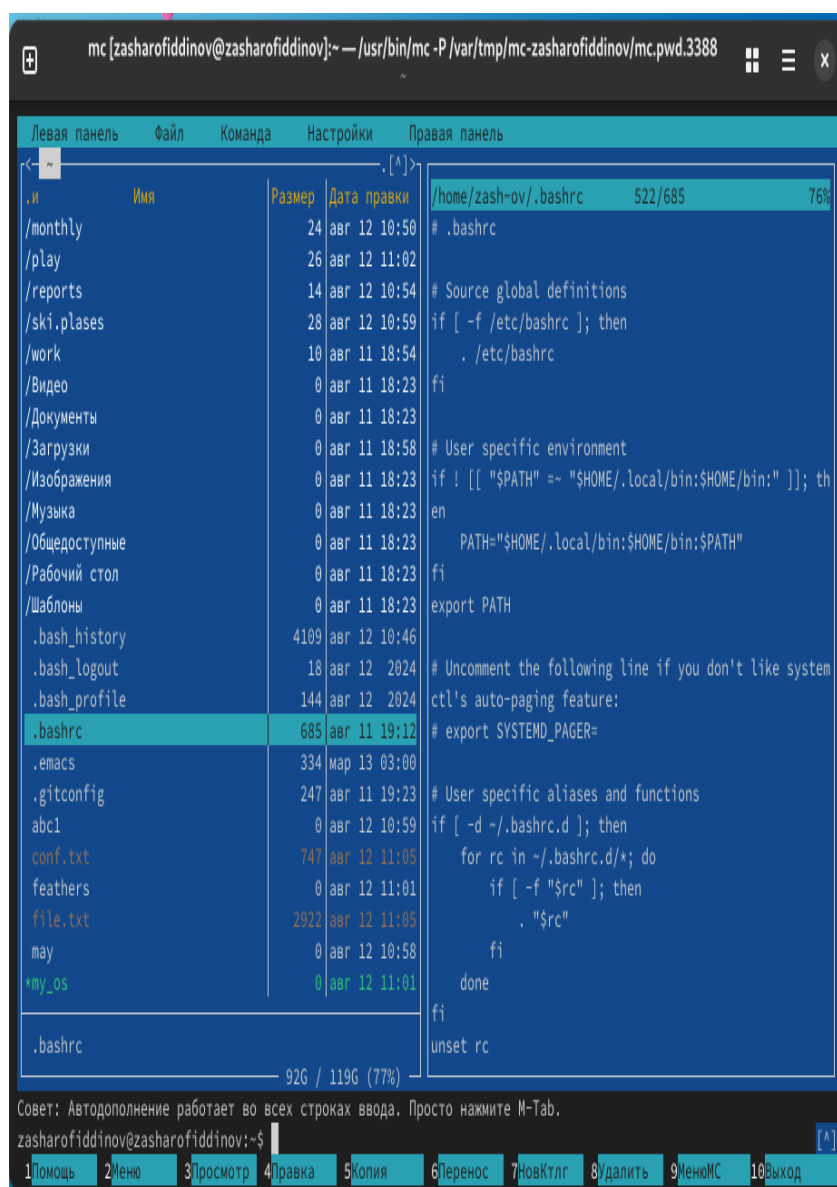 mc [zasharofiddinov@zasharofiddinov]:~ — /usr/bin/mc -P /var/tmp/mc-zasharofiddinov/mc.pwd.3388
~
Левая панель Файл Команда Настройки Правая панель
<- ~ .[^]>
.и Имя Размер Дата правки
/monthly 24 авг 12 10:50
/play 26 авг 12 11:02
/reports 14 авг 12 10:54
/ski.plases 28 авг 12 10:59
/work 10 авг 11 18:54
/Видео 0 авг 11 18:23
/Документы 0 авг 11 18:23
/Загрузки 0 авг 11 18:58
/Изображения 0 авг 11 18:23
/Музыка 0 авг 11 18:23
/Общедоступные 0 авг 11 18:23
/Рабочий стол 0 авг 11 18:23
/Шаблоны 0 авг 11 18:23
.bash_history 4109 авг 12 10:46
.bash_logout 18 авг 12 2024
.bash_profile 144 авг 12 2024
.bashrc 685 авг 11 19:12
.emacs 334 мар 13 03:00
.gitconfig 247 авг 11 19:23
abc1 0 авг 12 10:59
conf.txt 747 авг 12 11:05
feathers 0 авг 12 11:01
file.txt 2922 авг 12 11:05
may 0 авг 12 10:58
*my_os 0 авг 12 11:01
.bashrc
92G / 119G (77%)
/home/zash~ov/.bashrc 522/685 76%
# .bashrc
# Source global definitions
if [ -f /etc/bashrc ]; then
. /etc/bashrc
fi
# User specific environment
if ! [[ "$PATH" =~ "$HOME/.local/bin:$HOME/bin:" ]]; th
en
PATH="$HOME/.local/bin:$HOME/bin:$PATH"
fi
export PATH
# Uncomment the following line if you don't like system
ctl's auto-paging feature:
# export SYSTEMD_PAGER=
# User specific aliases and functions
if [ -d ~/.bashrc.d ]; then
for rc in ~/.bashrc.d/*; do
if [ -f "$rc" ]; then
. "$rc"
fi
done
fi
unset rc
Совет: Автодополнение работает во всех строках ввода. Просто нажмите M-Tab.
zasharofiddinov@zasharofiddinov:~$ [^]
1Помощь 2Меню 3Просмотр 4Правка 5Копия 6Перенос 7НовКтлг 8Удалить 9МенюMC 10Выход